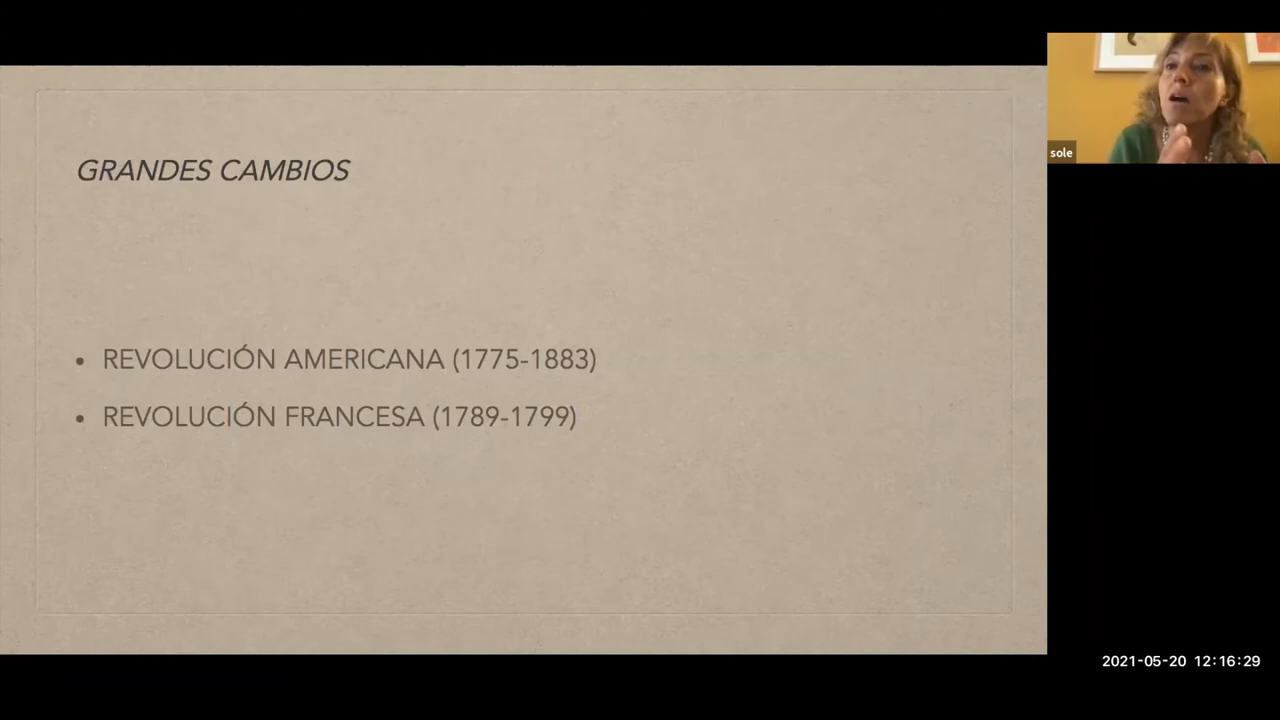 GRANDES CAMBIOS
sole
• REVOLUCIÓN AMERICANA (1775-1883)
• REVOLUCIÓN FRANCESA (1789-1799)
2021-05-20 12:16:29